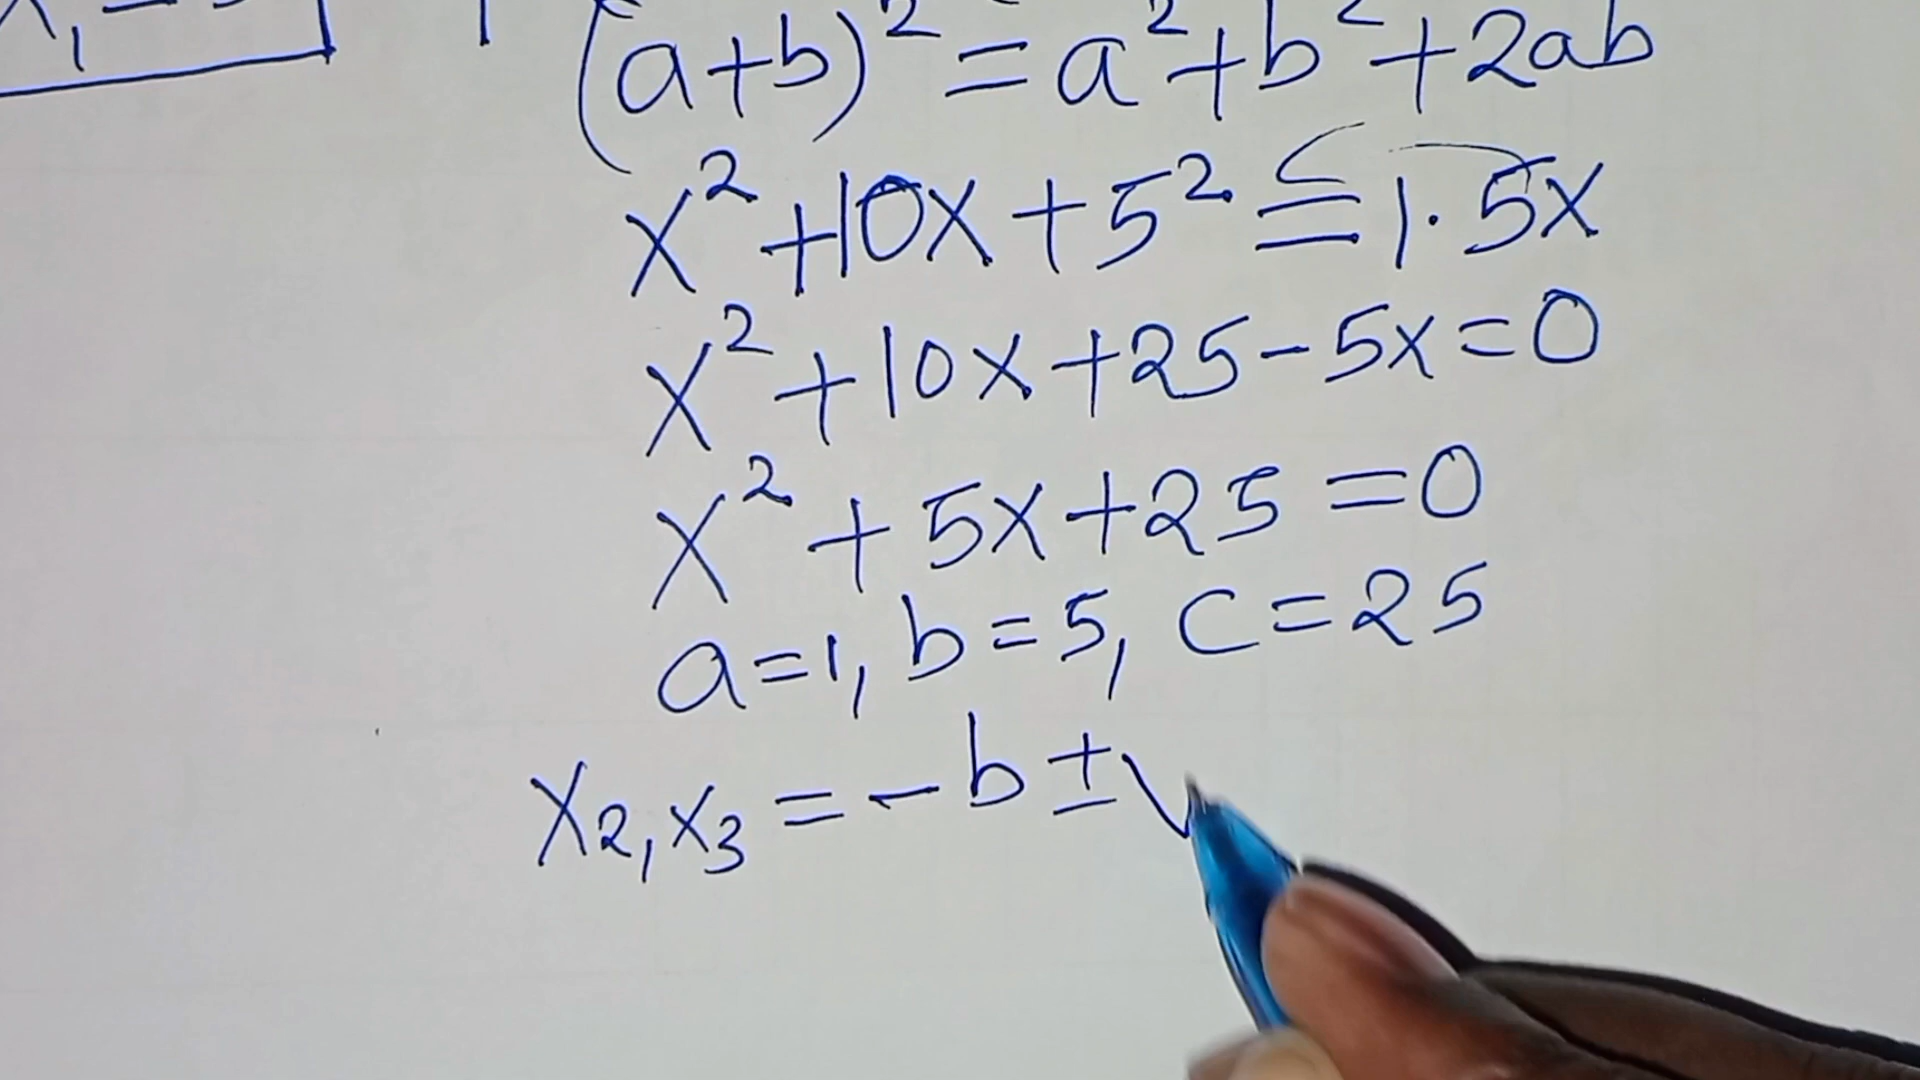 x₁ =
(a+b)² = a²+b²+2ab
x²+10x+5² = 1·5x
x²+10x+25-5x=0
x²+5x+25=0
a=1, b=5, c=25
x₂, x₃ = -b ± √